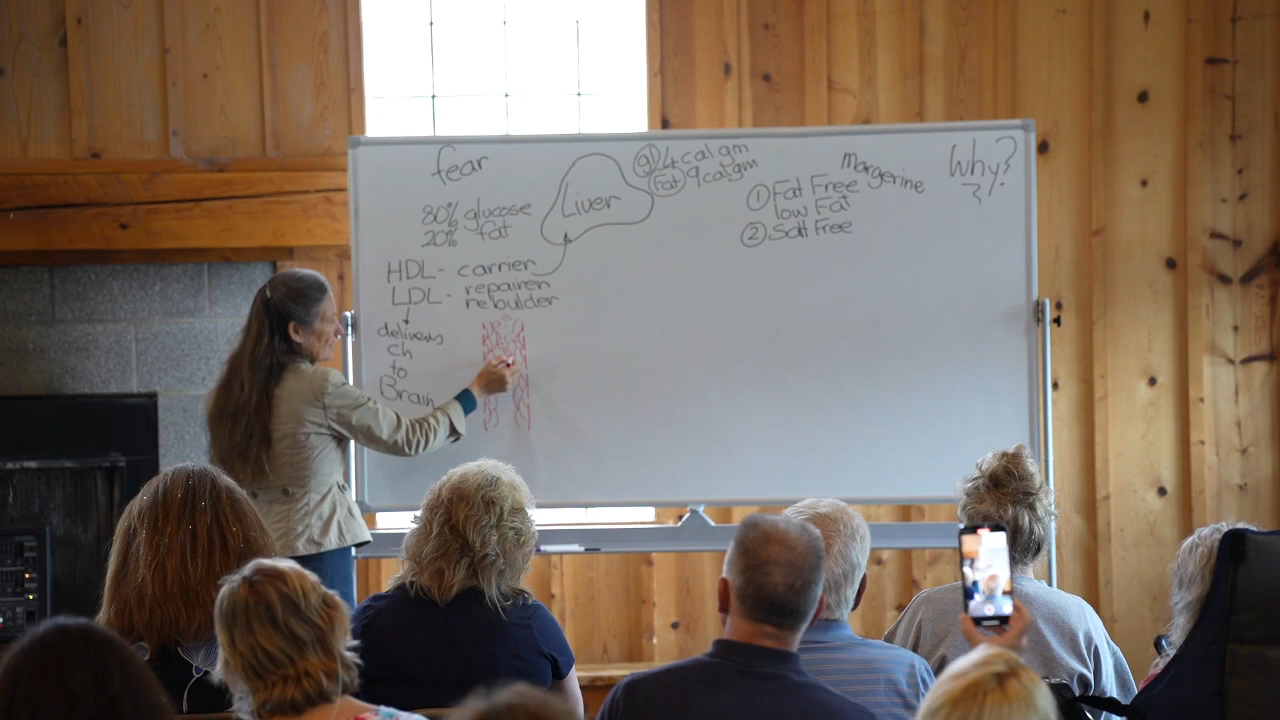 fear
80% glucose
20% fat
HDL- carrier
LDL - repairer
rebuilder
delivers
ch
to
Brain
Liver
g 4 cal gm
Fat 9 cal gm
Margerine
① Fat Free
low Fat
② Salt Free
Why?
?